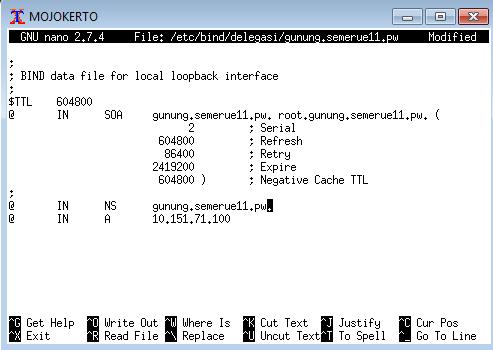 MOJOKERTO
GNU nano 2.7.4 File: /etc/bind/delegasi/gunung.semerue11.pw Modified
;
; BIND data file for local loopback interface
;
$TTL 604800
@ IN SOA gunung.semerue11.pw. root.gunung.semerue11.pw. (
2 ; Serial
604800 ; Refresh
86400 ; Retry
2419200 ; Expire
604800 ) ; Negative Cache TTL
;
@ IN NS gunung.semerue11.pw.
@ IN A 10.151.71.100
^G Get Help ^O Write Out ^W Where Is ^K Cut Text ^J Justify ^C Cur Pos
^X Exit ^R Read File ^\ Replace ^U Uncut Text ^T To Spell ^_ Go To Line